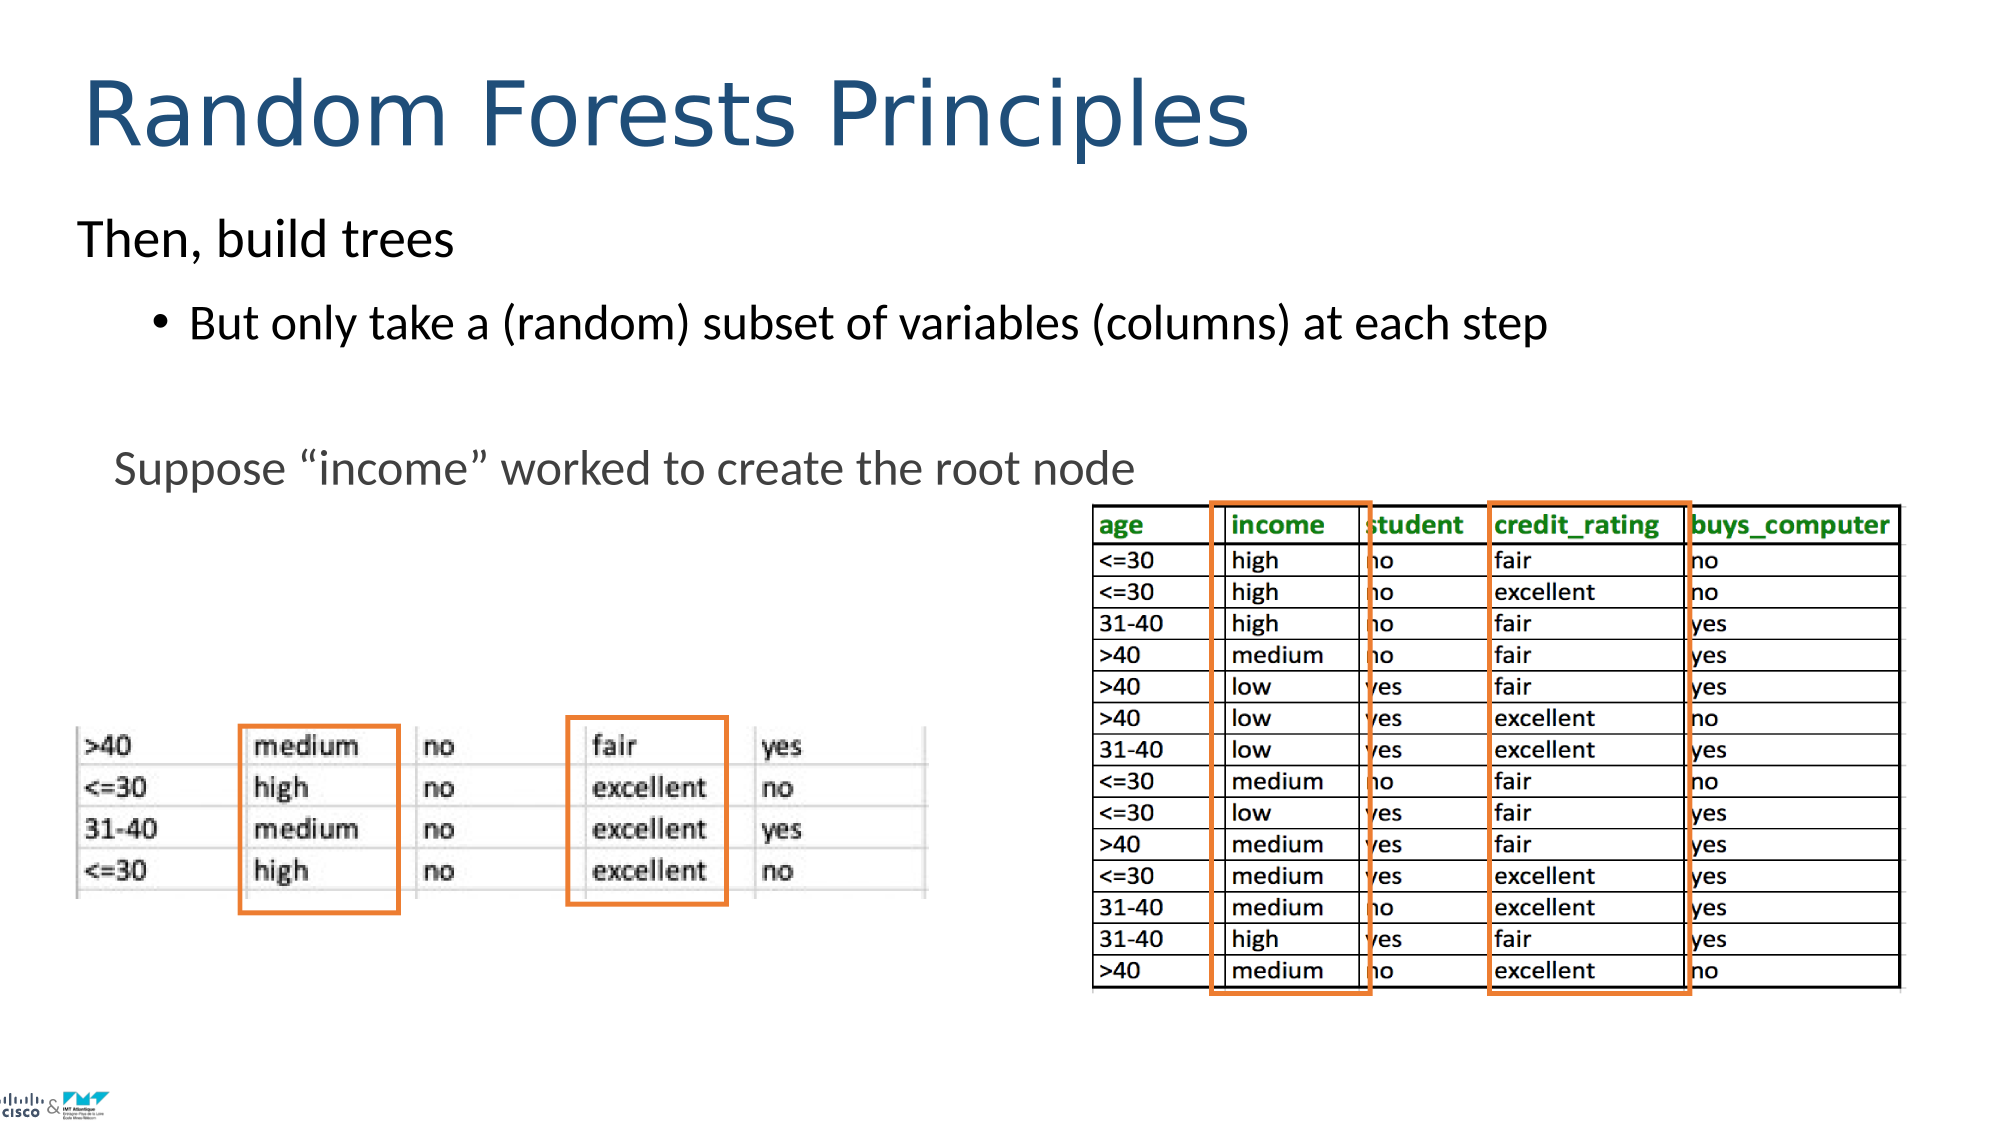 Random Forests Principles
Then, build trees
• But only take a (random) subset of variables (columns) at each step
Suppose “income” worked to create the root node
age income student credit_rating buys_computer
<=30 high no fair no
<=30 high no excellent no
31-40 high no fair yes
>40 medium no fair yes
>40 low yes fair yes
>40 low yes excellent no
31-40 low yes excellent yes
<=30 medium no fair no
<=30 low yes fair yes
>40 medium yes fair yes
<=30 medium yes excellent yes
31-40 medium no excellent yes
31-40 high yes fair yes
>40 medium no excellent no
>40 medium no fair yes
<=30 high no excellent no
31-40 medium no excellent yes
<=30 high no excellent no
cisco & IMT Atlantique